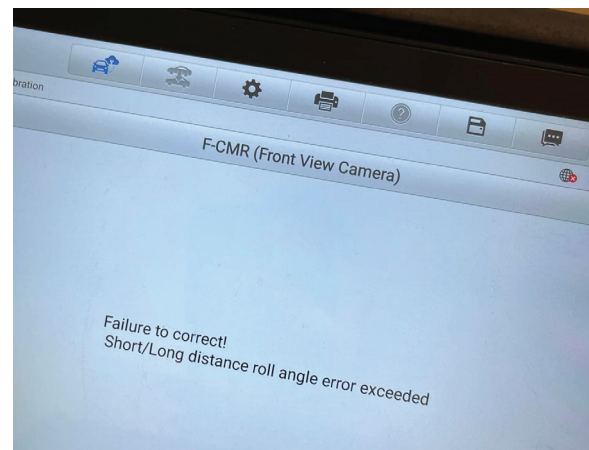 bration
F-CMR (Front View Camera)
Failure to correct!
Short/Long distance roll angle error exceeded